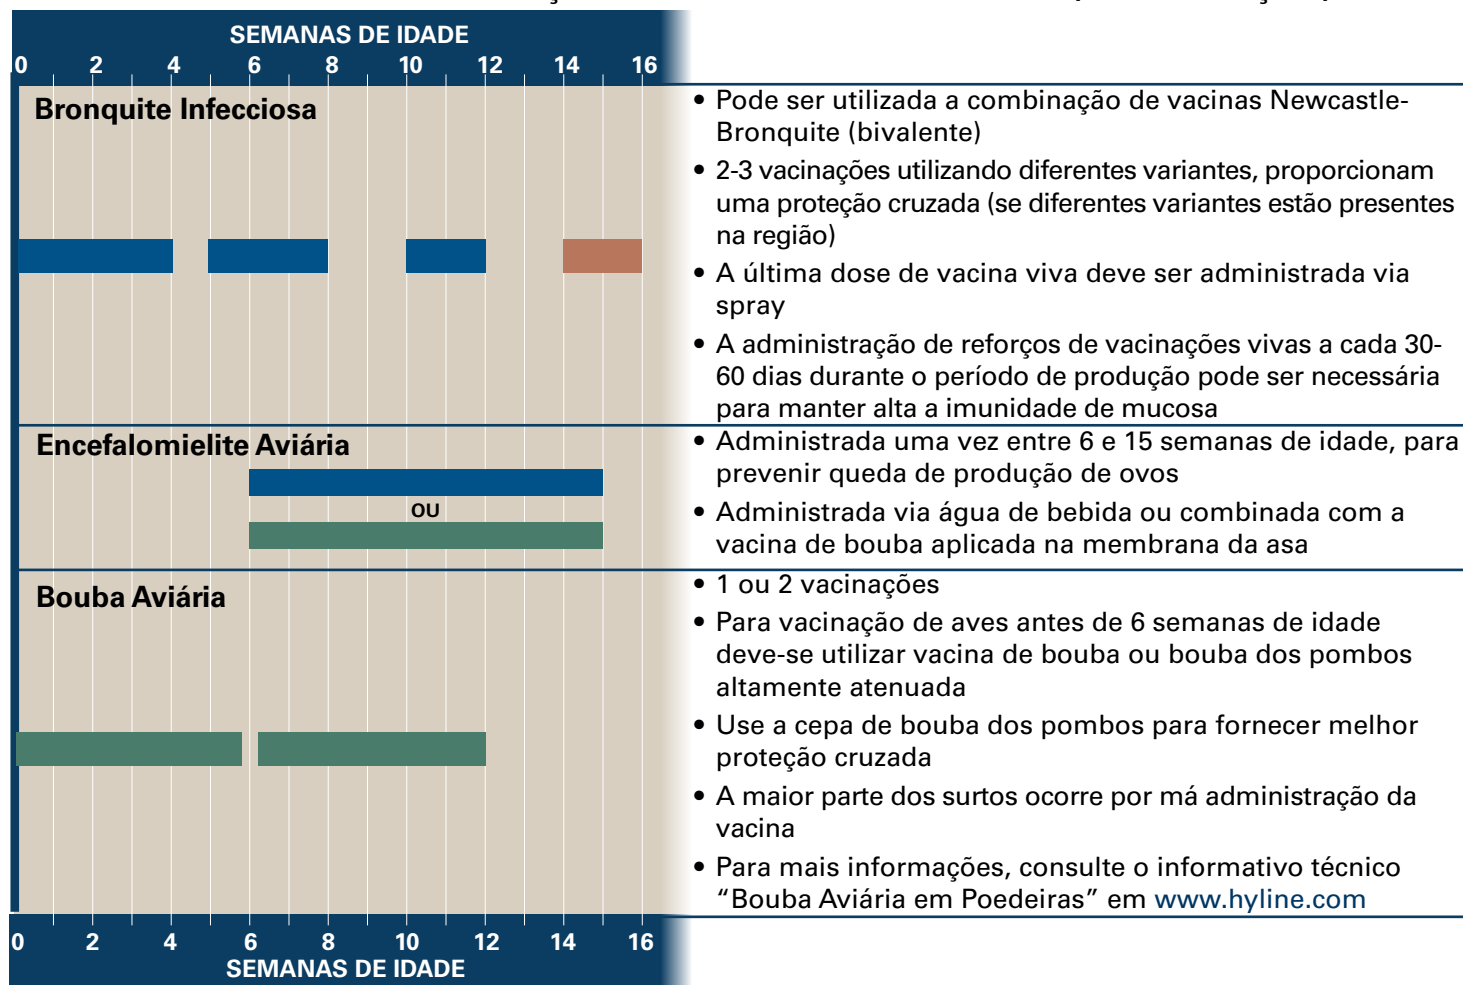 SEMANAS DE IDADE
0 2 4 6 8 10 12 14 16
Bronquite Infecciosa
• Pode ser utilizada a combinação de vacinas Newcastle-
Bronquite (bivalente)
• 2-3 vacinações utilizando diferentes variantes, proporcionam
uma proteção cruzada (se diferentes variantes estão presentes
na região)
• A última dose de vacina viva deve ser administrada via
spray
• A administração de reforços de vacinações vivas a cada 30-
60 dias durante o período de produção pode ser necessária
para manter alta a imunidade de mucosa
Encefalomielite Aviária
OU
• Administrada uma vez entre 6 e 15 semanas de idade, para
prevenir queda de produção de ovos
• Administrada via água de bebida ou combinada com a
vacina de bouba aplicada na membrana da asa
Bouba Aviária
• 1 ou 2 vacinações
• Para vacinação de aves antes de 6 semanas de idade
deve-se utilizar vacina de bouba ou bouba dos pombos
altamente atenuada
• Use a cepa de bouba dos pombos para fornecer melhor
proteção cruzada
• A maior parte dos surtos ocorre por má administração da
vacina
• Para mais informações, consulte o informativo técnico
“Bouba Aviária em Poedeiras” em www.hyline.com
0 2 4 6 8 10 12 14 16
SEMANAS DE IDADE